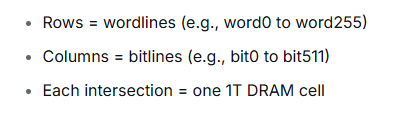 • Rows = wordlines (e.g., word0 to word255)
• Columns = bitlines (e.g., bit0 to bit511)
• Each intersection = one 1T DRAM cell